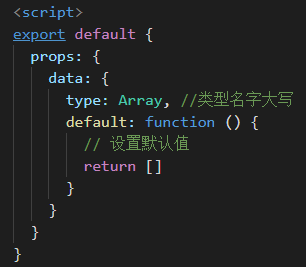 <script>
export default {
  props: {
    data: {
      type: Array, //类型名字大写
      default: function () {
        // 设置默认值
        return []
      }
    }
  }
}